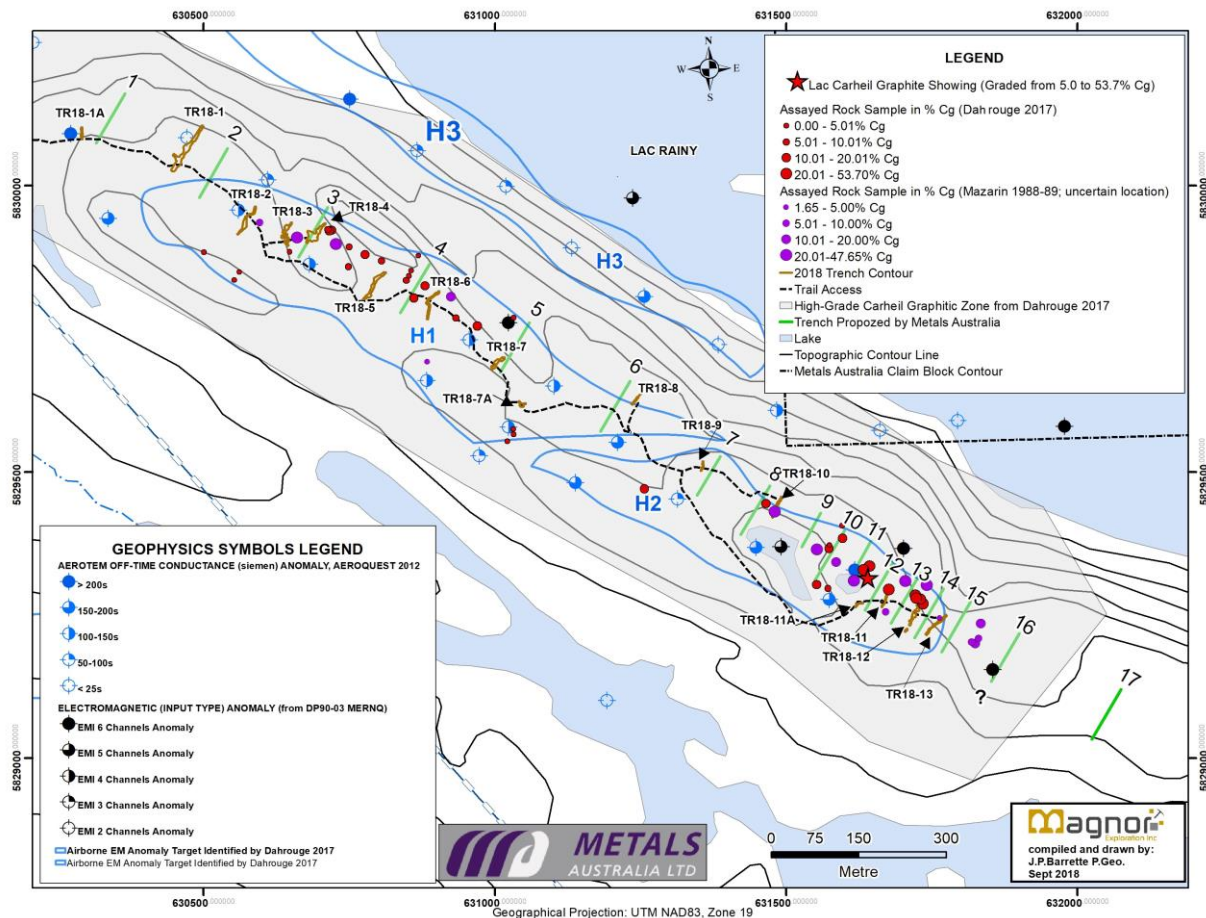 630500.000000
631000.000000
631500.000000
632000.000000
5830000.000000
5829500.000000
5829000.000000
5830000.000000
5829500.000000
5829000.000000
N
W
E
S
LAC RAINY
H3
H3
H1
H2
1
2
3
4
5
6
7
8
9
10
11
12
13
14
15
16
17
?
TR18-1A
TR18-1
TR18-2
TR18-3
TR18-4
TR18-5
TR18-6
TR18-7
TR18-7A
TR18-8
TR18-9
TR18-10
TR18-11A
TR18-11
TR18-12
TR18-13
LEGEND
Lac Carheil Graphite Showing (Graded from 5.0 to 53.7% Cg)
Assayed Rock Sample in % Cg (Dahrouge 2017)
0.00 - 5.01% Cg
5.01 - 10.01% Cg
10.01 - 20.01% Cg
20.01 - 53.70% Cg
Assayed Rock Sample in % Cg (Mazarin 1988-89; uncertain location)
1.65 - 5.00% Cg
5.01 - 10.00% Cg
10.01 - 20.00% Cg
20.01-47.65% Cg
2018 Trench Contour
Trail Access
High-Grade Carheil Graphitic Zone from Dahrouge 2017
Trench Propozed by Metals Australia
Lake
Topographic Contour Line
Metals Australia Claim Block Contour
GEOPHYSICS SYMBOLS LEGEND
AEROTEM OFF-TIME CONDUCTANCE (siemen) ANOMALY, AEROQUEST 2012
> 200s
150-200s
100-150s
50-100s
< 25s
ELECTROMAGNETIC (INPUT TYPE) ANOMALY (from DP90-03 MERNQ)
EMI 6 Channels Anomaly
EMI 5 Channels Anomaly
EMI 4 Channels Anomaly
EMI 3 Channels Anomaly
EMI 2 Channels Anomaly
Airborne EM Anomaly Target Identified by Dahrouge 2017
Airborne EM Anomaly Target Identified by Dahrouge 2017
METALS
AUSTRALIA LTD
0 75 150 300
Metre
Magnor
Exploration Inc
compiled and drawn by:
J.P.Barrette P.Geo.
Sept 2018
Geographical Projection: UTM NAD83, Zone 19